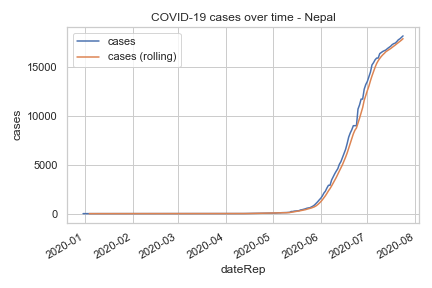 COVID-19 cases over time - Nepal
cases
cases (rolling)
15000
10000
5000
0
cases
2020-01
2020-02
2020-03
2020-04
2020-05
2020-06
2020-07
2020-08
dateRep